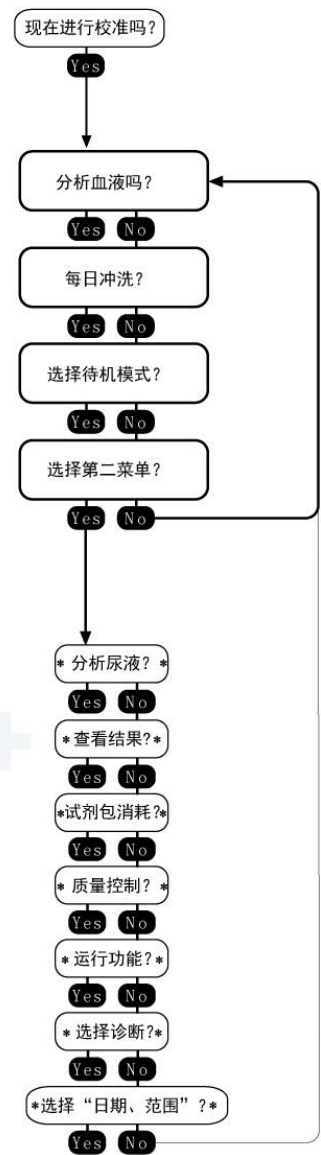 现在进行校准吗?
Yes
分析血液吗?
Yes No
每日冲洗?
Yes No
选择待机模式?
Yes No
选择第二菜单?
Yes No
* 分析尿液? *
Yes No
*查看结果?*
Yes No
*试剂包消耗?*
Yes No
* 质量控制? *
Yes No
* 运行功能?*
Yes No
* 选择诊断?*
Yes No
*选择“日期、范围”?*
Yes No